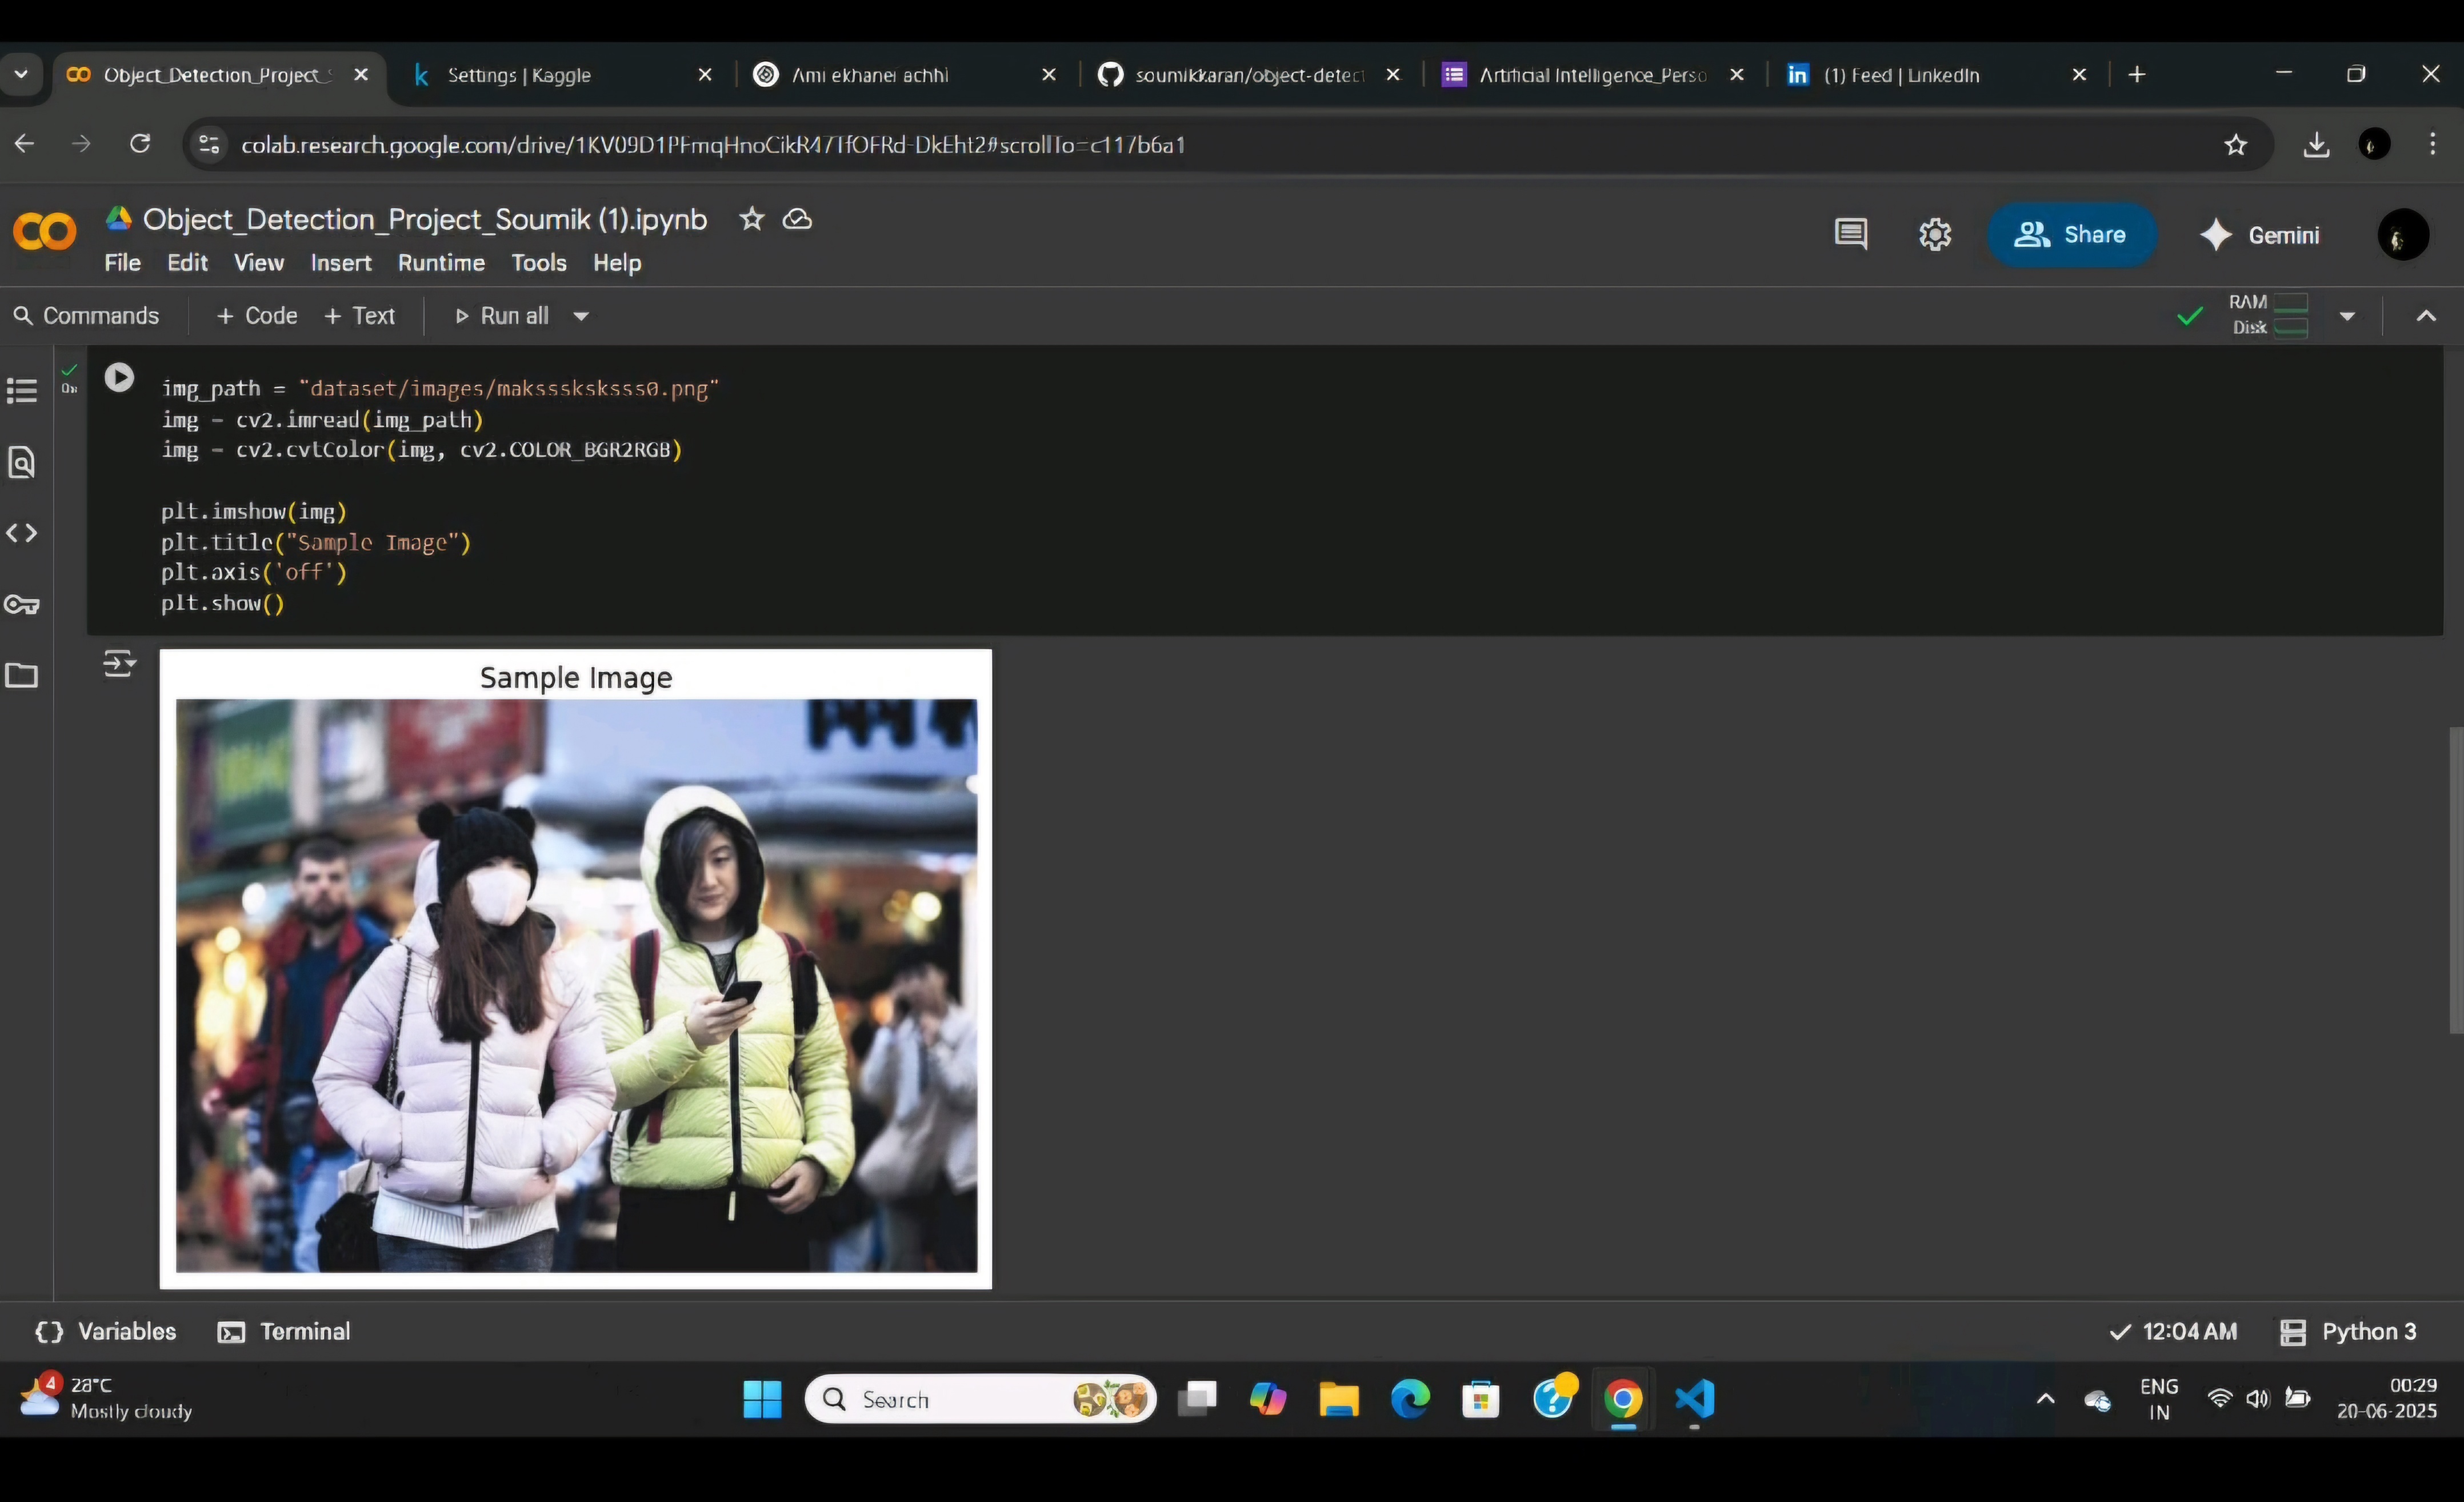 Object_Detection_Project_S
Settings | Kaggle
Ami ekhanei achhi
soumikkaran/object-detect
Artificial Intelligence_Perso
(1) Feed | LinkedIn
colab.research.google.com/drive/
Object_Detection_Project_Soumik (1).ipynb
Share
Gemini
File Edit View Insert Runtime Tools Help
Commands + Code + Text Run all
RAM
Disk
img_path = "dataset/images/maksssksksss0.png"
img = cv2.imread(img_path)
img = cv2.cvtColor(img, cv2.COLOR_BGR2RGB)
plt.imshow(img)
plt.title("Sample Image")
plt.axis('off')
plt.show()
Sample Image
Variables Terminal
12:04 AM Python 3
4
28°C
Mostly cloudy
Search
ENG
IN
00:29
20-06-2025